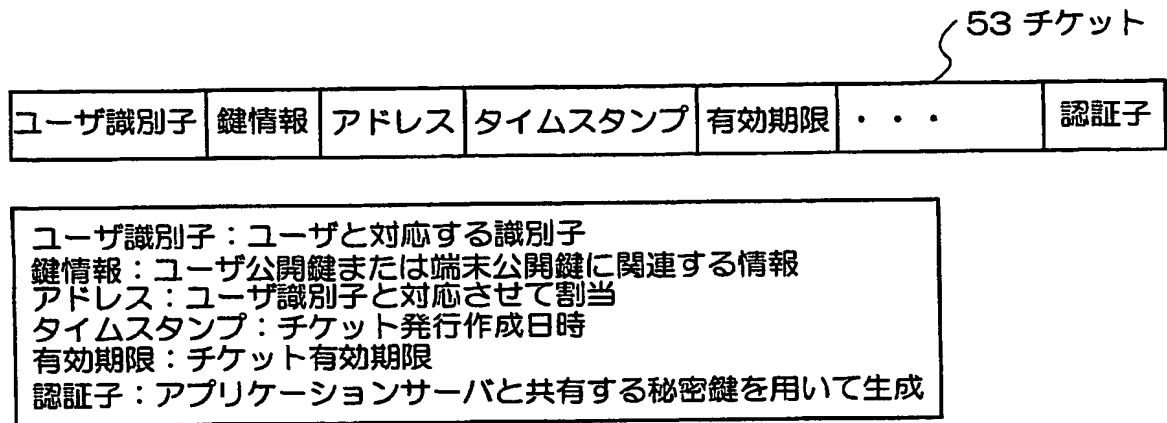 53 チケット
ユーザ識別子 鍵情報 アドレス タイムスタンプ 有効期限 ・・・ 認証子
ユーザ識別子：ユーザと対応する識別子
鍵情報：ユーザ公開鍵または端末公開鍵に関連する情報
アドレス：ユーザ識別子と対応させて割当
タイムスタンプ：チケット発行作成日時
有効期限：チケット有効期限
認証子：アプリケーションサーバと共有する秘密鍵を用いて生成